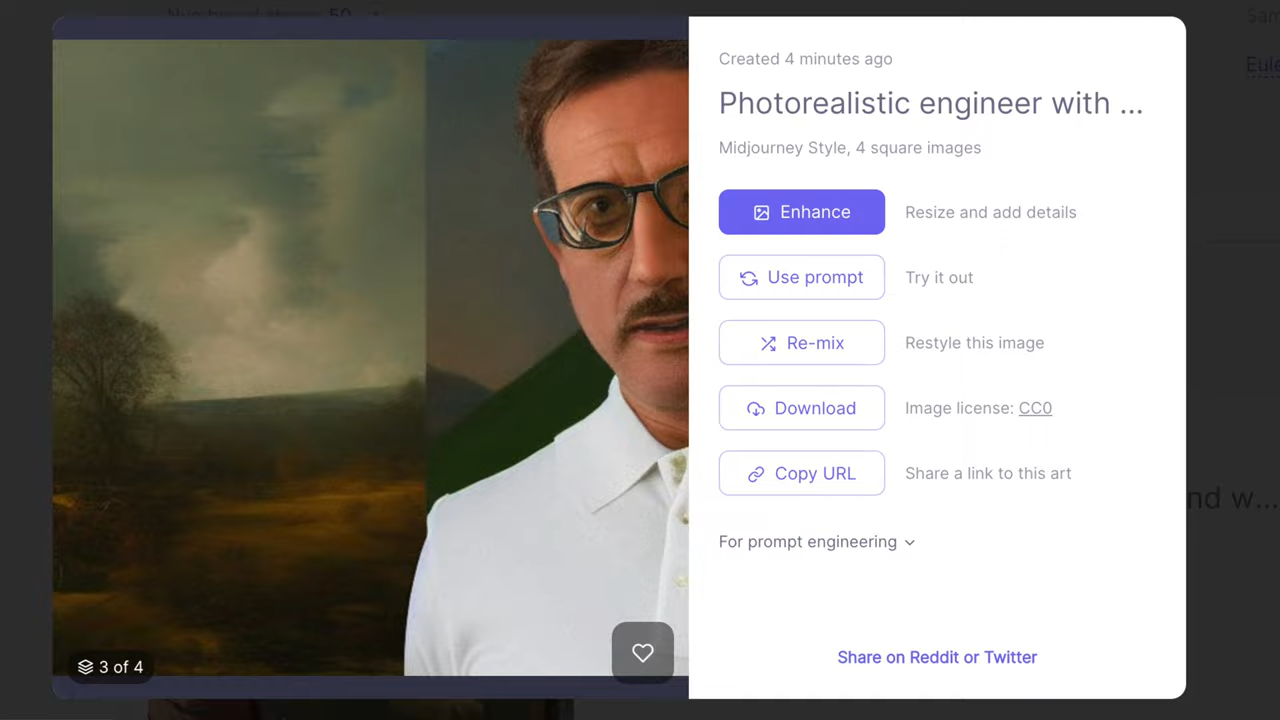 50
Created 4 minutes ago
Photorealistic engineer with ...
Midjourney Style, 4 square images
Enhance
Resize and add details
Use prompt
Try it out
Re-mix
Restyle this image
Download
Image license: CC0
Copy URL
Share a link to this art
nd w...
For prompt engineering
3 of 4
Share on Reddit or Twitter